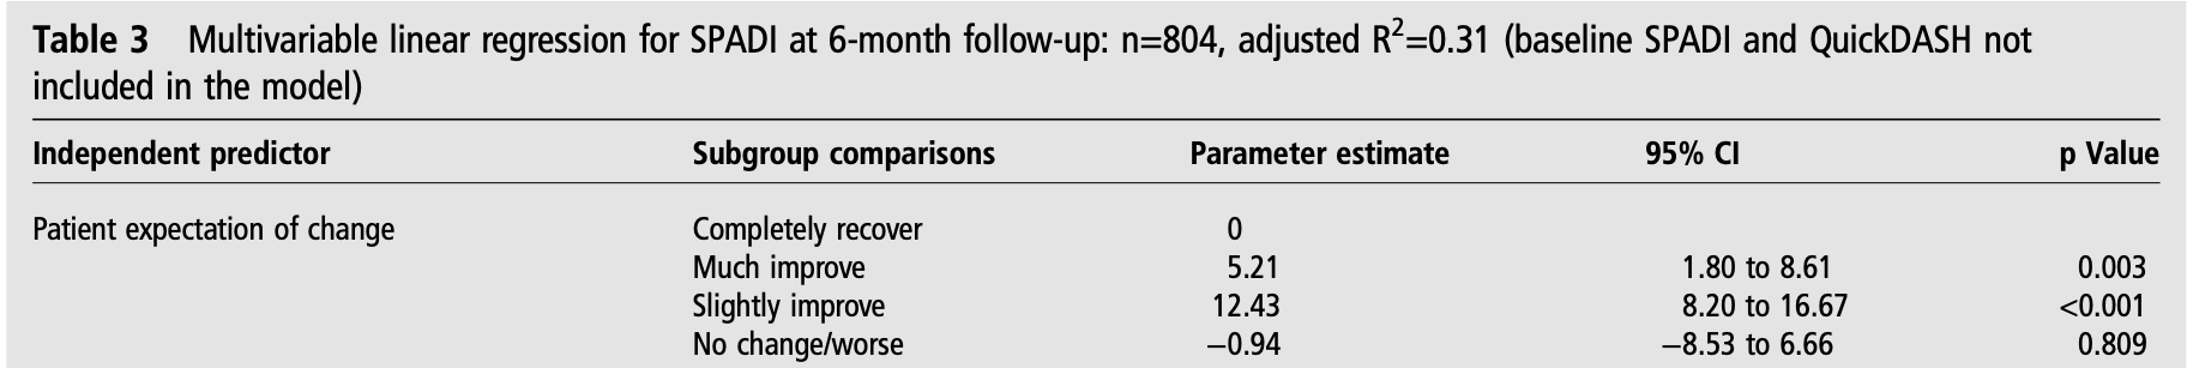 Table 3 Multivariable linear regression for SPADI at 6-month follow-up: n=804, adjusted R²=0.31 (baseline SPADI and QuickDASH not
included in the model)
Independent predictor Subgroup comparisons Parameter estimate 95% CI p Value
Patient expectation of change Completely recover 0
Much improve 5.21 1.80 to 8.61 0.003
Slightly improve 12.43 8.20 to 16.67 <0.001
No change/worse −0.94 −8.53 to 6.66 0.809